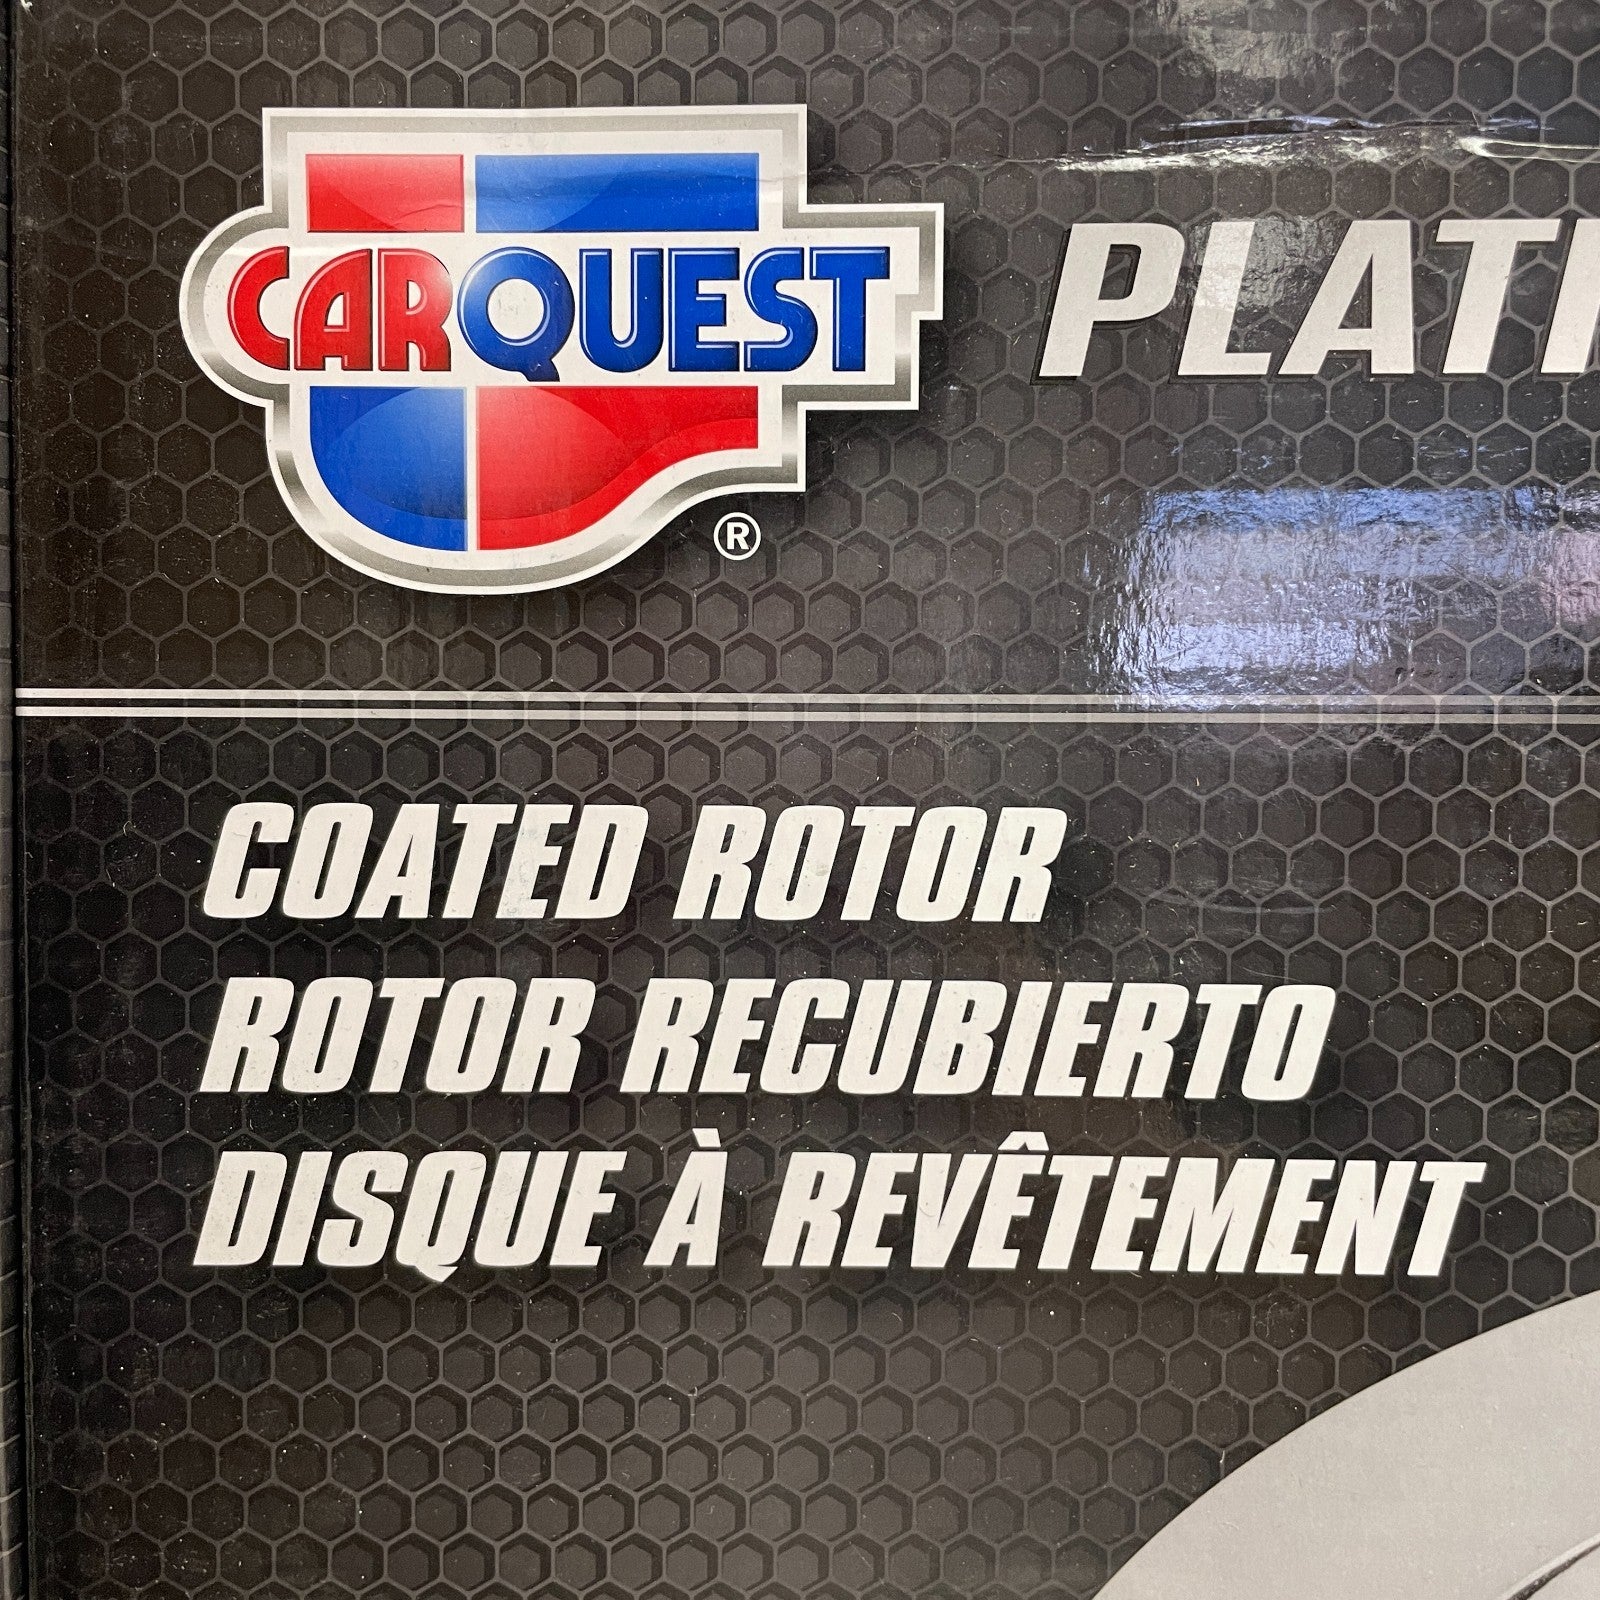 CARQUEST
®
PLATI
COATED ROTOR
ROTOR RECUBIERTO
DISQUE À REVÊTEMENT